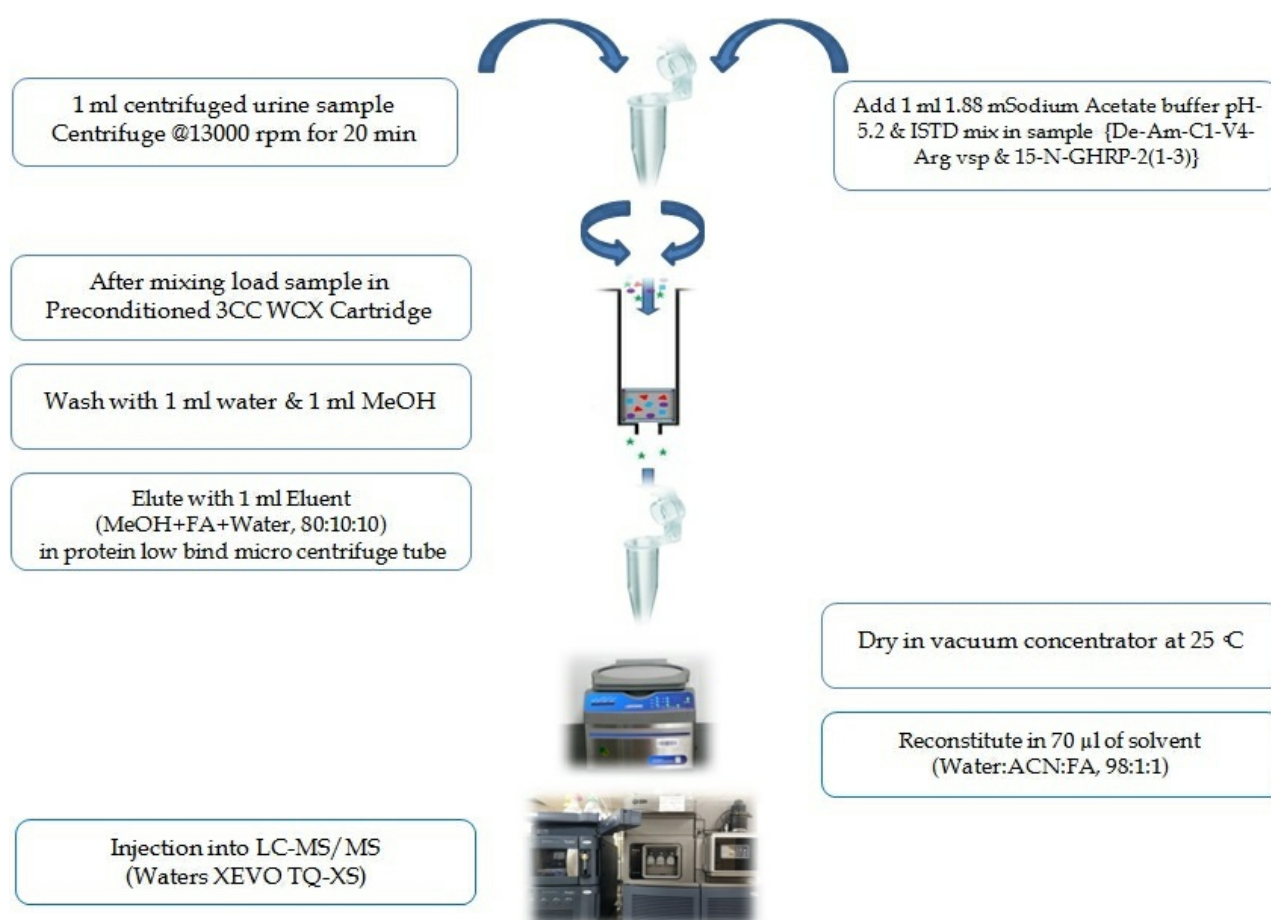 1 ml centrifuged urine sample
Centrifuge @13000 rpm for 20 min
Add 1 ml 1.88 mSodium Acetate buffer pH-
5.2 & ISTD mix in sample {De-Am-C1-V4-
Arg vsp & 15-N-GHRP-2(1-3)}
After mixing load sample in
Preconditioned 3CC WCX Cartridge
Wash with 1 ml water & 1 ml MeOH
Elute with 1 ml Eluent
(MeOH+FA+Water, 80:10:10)
in protein low bind micro centrifuge tube
Dry in vacuum concentrator at 25 °C
Reconstitute in 70 µl of solvent
(Water:ACN:FA, 98:1:1)
Injection into LC-MS/MS
(Waters XEVO TQ-XS)